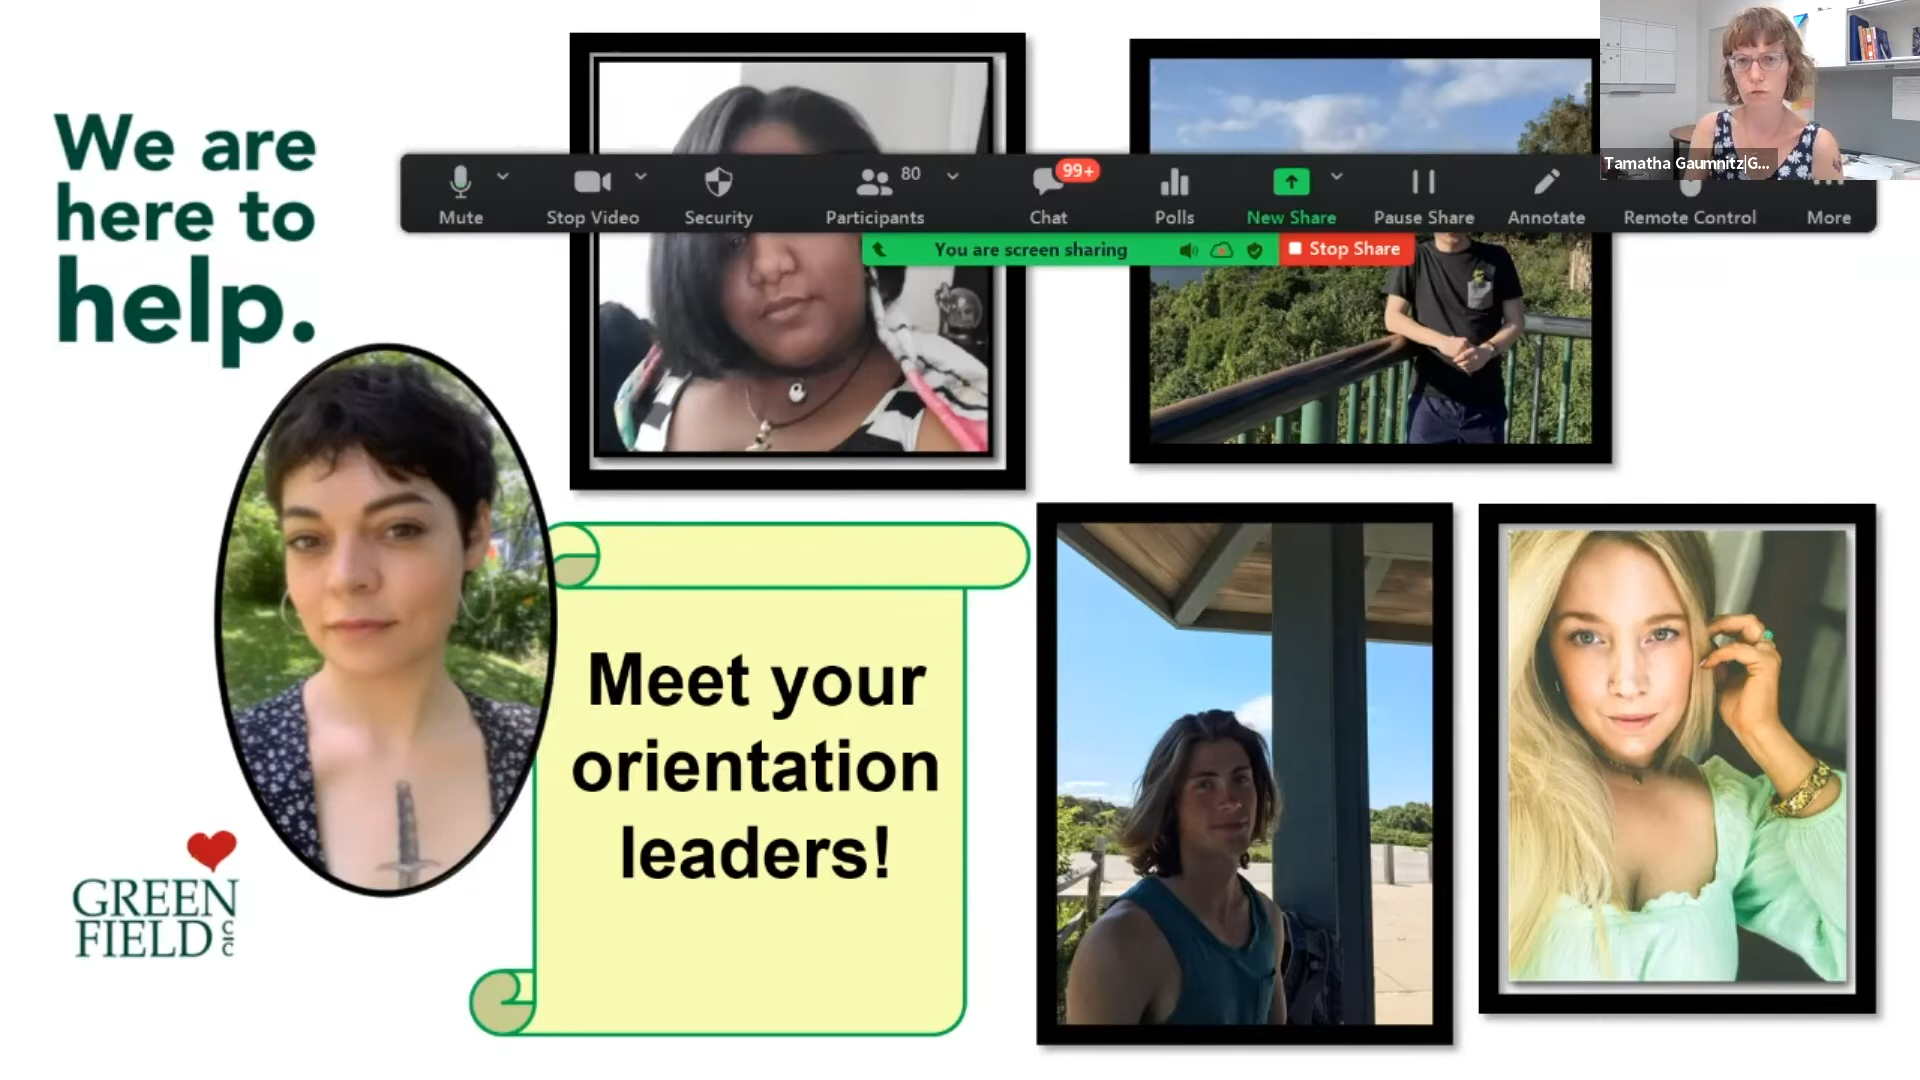 We are
here to
help.
80
99+
Mute
Stop Video
Security
Participants
Chat
Polls
New Share
Pause Share
Annotate
Remote Control
More
You are screen sharing
Stop Share
Tamatha Gaumnitz|G...
Meet your
orientation
leaders!
GREEN
FIELD CC